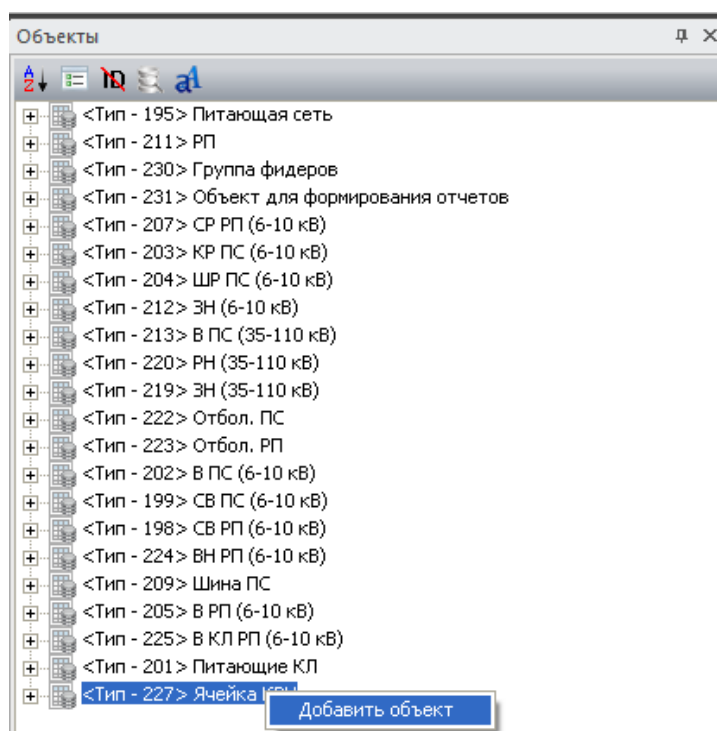 Объекты
<Тип - 195> Питающая сеть
<Тип - 211> РП
<Тип - 230> Группа фидеров
<Тип - 231> Объект для формирования отчетов
<Тип - 207> СР РП (6-10 кВ)
<Тип - 203> КР ПС (6-10 кВ)
<Тип - 204> ШР ПС (6-10 кВ)
<Тип - 212> ЗН (6-10 кВ)
<Тип - 213> В ПС (35-110 кВ)
<Тип - 220> РН (35-110 кВ)
<Тип - 219> ЗН (35-110 кВ)
<Тип - 222> Отбол. ПС
<Тип - 223> Отбол. РП
<Тип - 202> В ПС (6-10 кВ)
<Тип - 199> СВ ПС (6-10 кВ)
<Тип - 198> СВ РП (6-10 кВ)
<Тип - 224> ВН РП (6-10 кВ)
<Тип - 209> Шина ПС
<Тип - 205> В РП (6-10 кВ)
<Тип - 225> В КЛ РП (6-10 кВ)
<Тип - 201> Питающие КЛ
<Тип - 227> Ячейка
Добавить объект